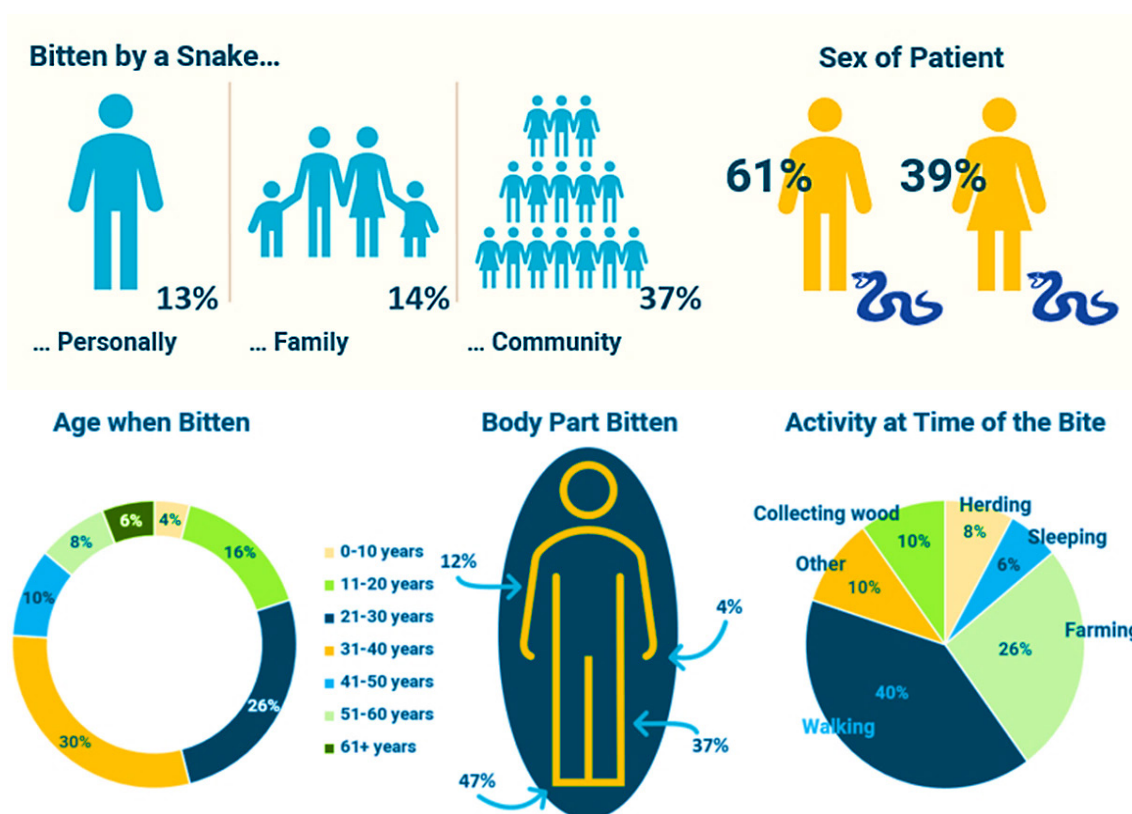 Bitten by a Snake...
Sex of Patient
61%
39%
13%
14%
37%
... Personally
... Family
... Community
Age when Bitten
Body Part Bitten
Activity at Time of the Bite
6%
4%
8%
16%
10%
26%
30%
0-10 years
11-20 years
21-30 years
31-40 years
41-50 years
51-60 years
61+ years
12%
4%
37%
47%
Collecting wood
Herding
10%
8%
Sleeping
Other
6%
10%
Farming
26%
40%
Walking